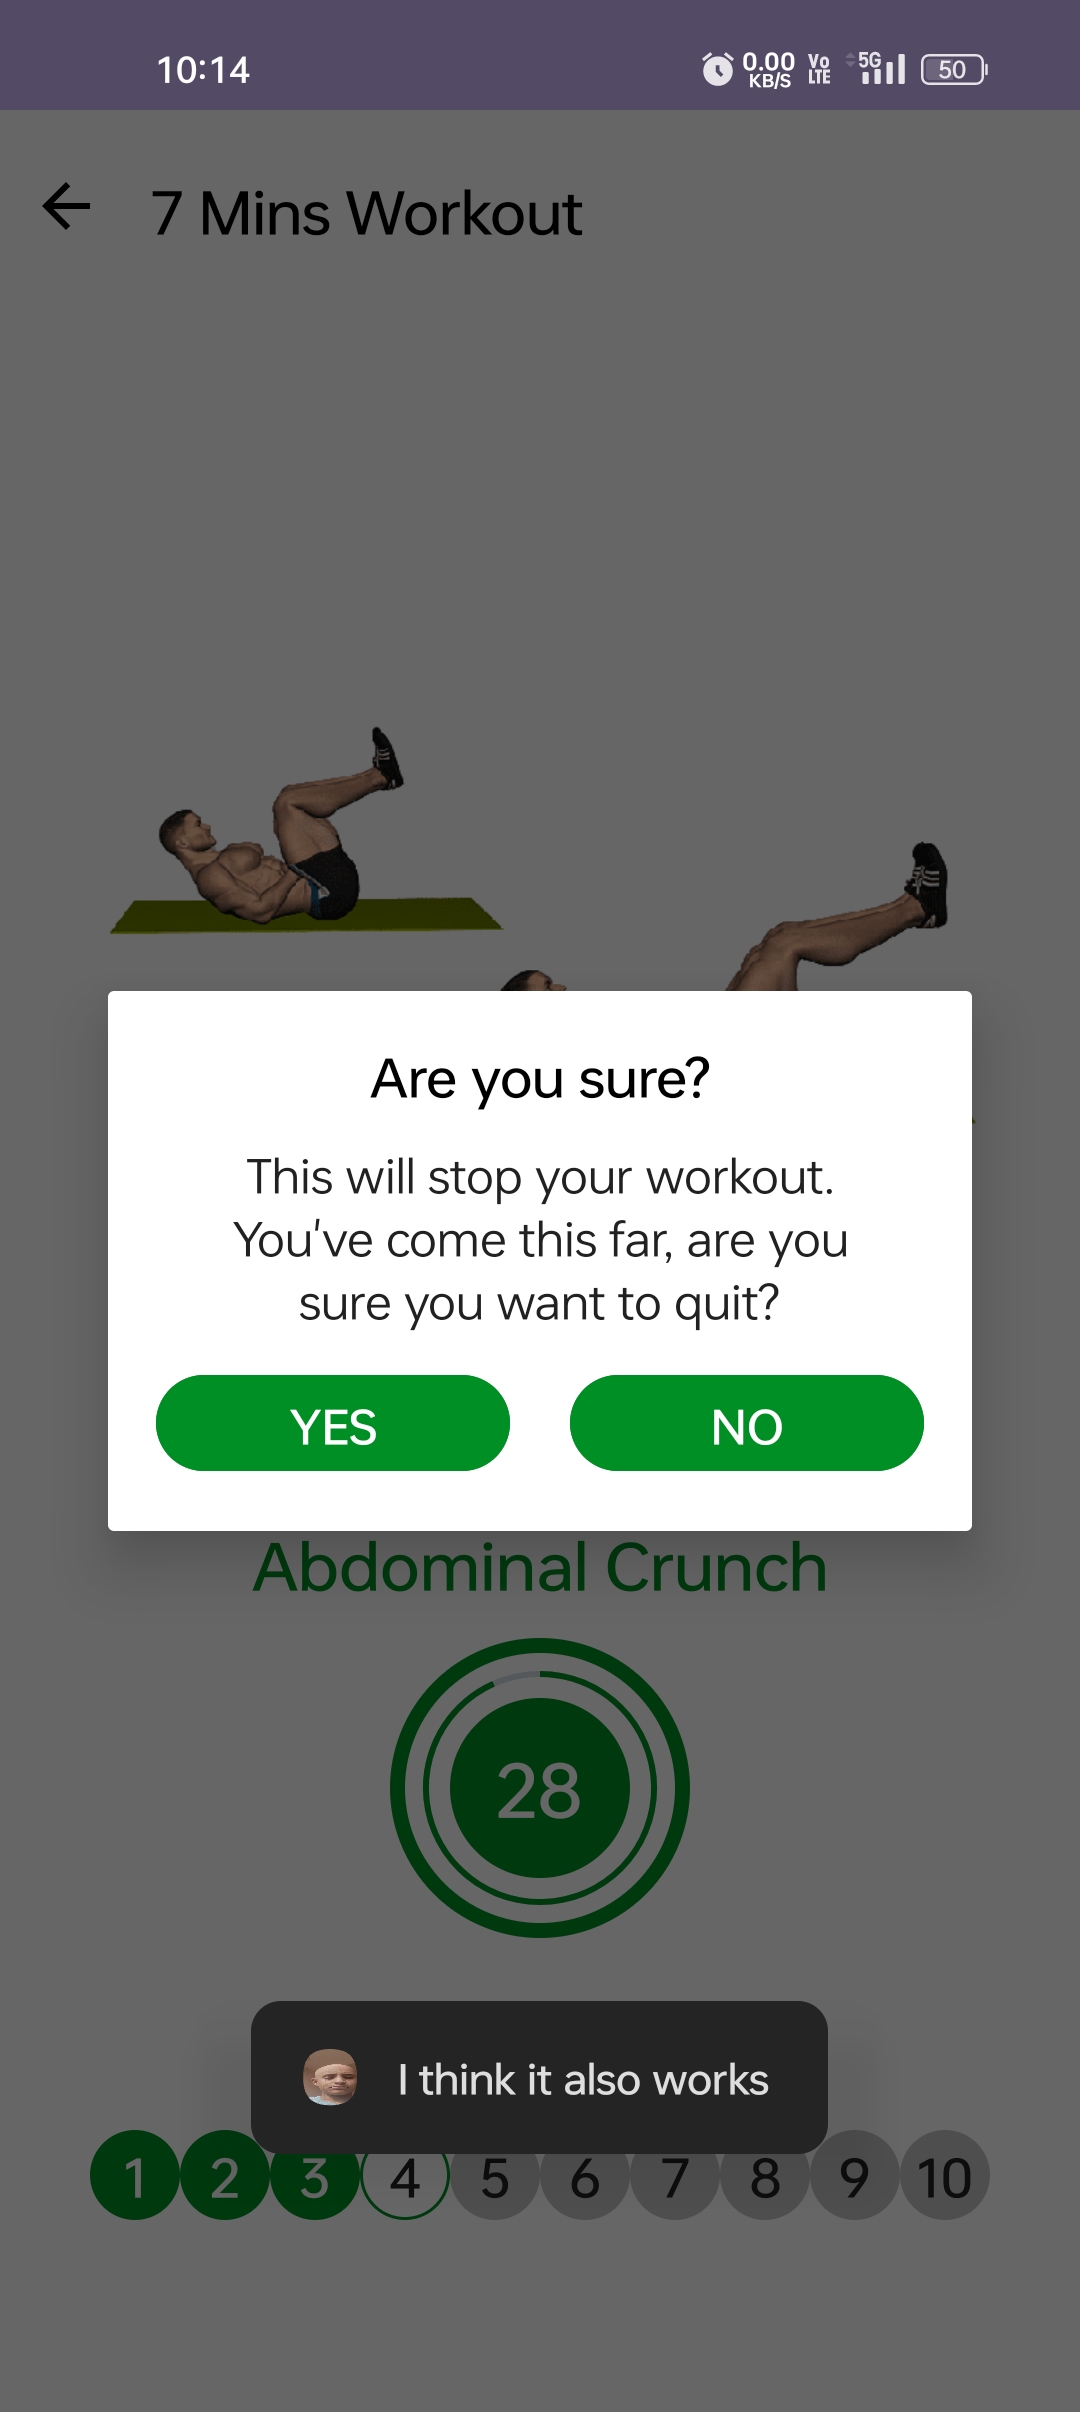 10:14
0.00
KB/S
Vo
LTE
5G
50
7 Mins Workout
Are you sure?
This will stop your workout.
You've come this far, are you
sure you want to quit?
YES
NO
Abdominal Crunch
28
I think it also works
1 2 3 4 5 6 7 8 9 10